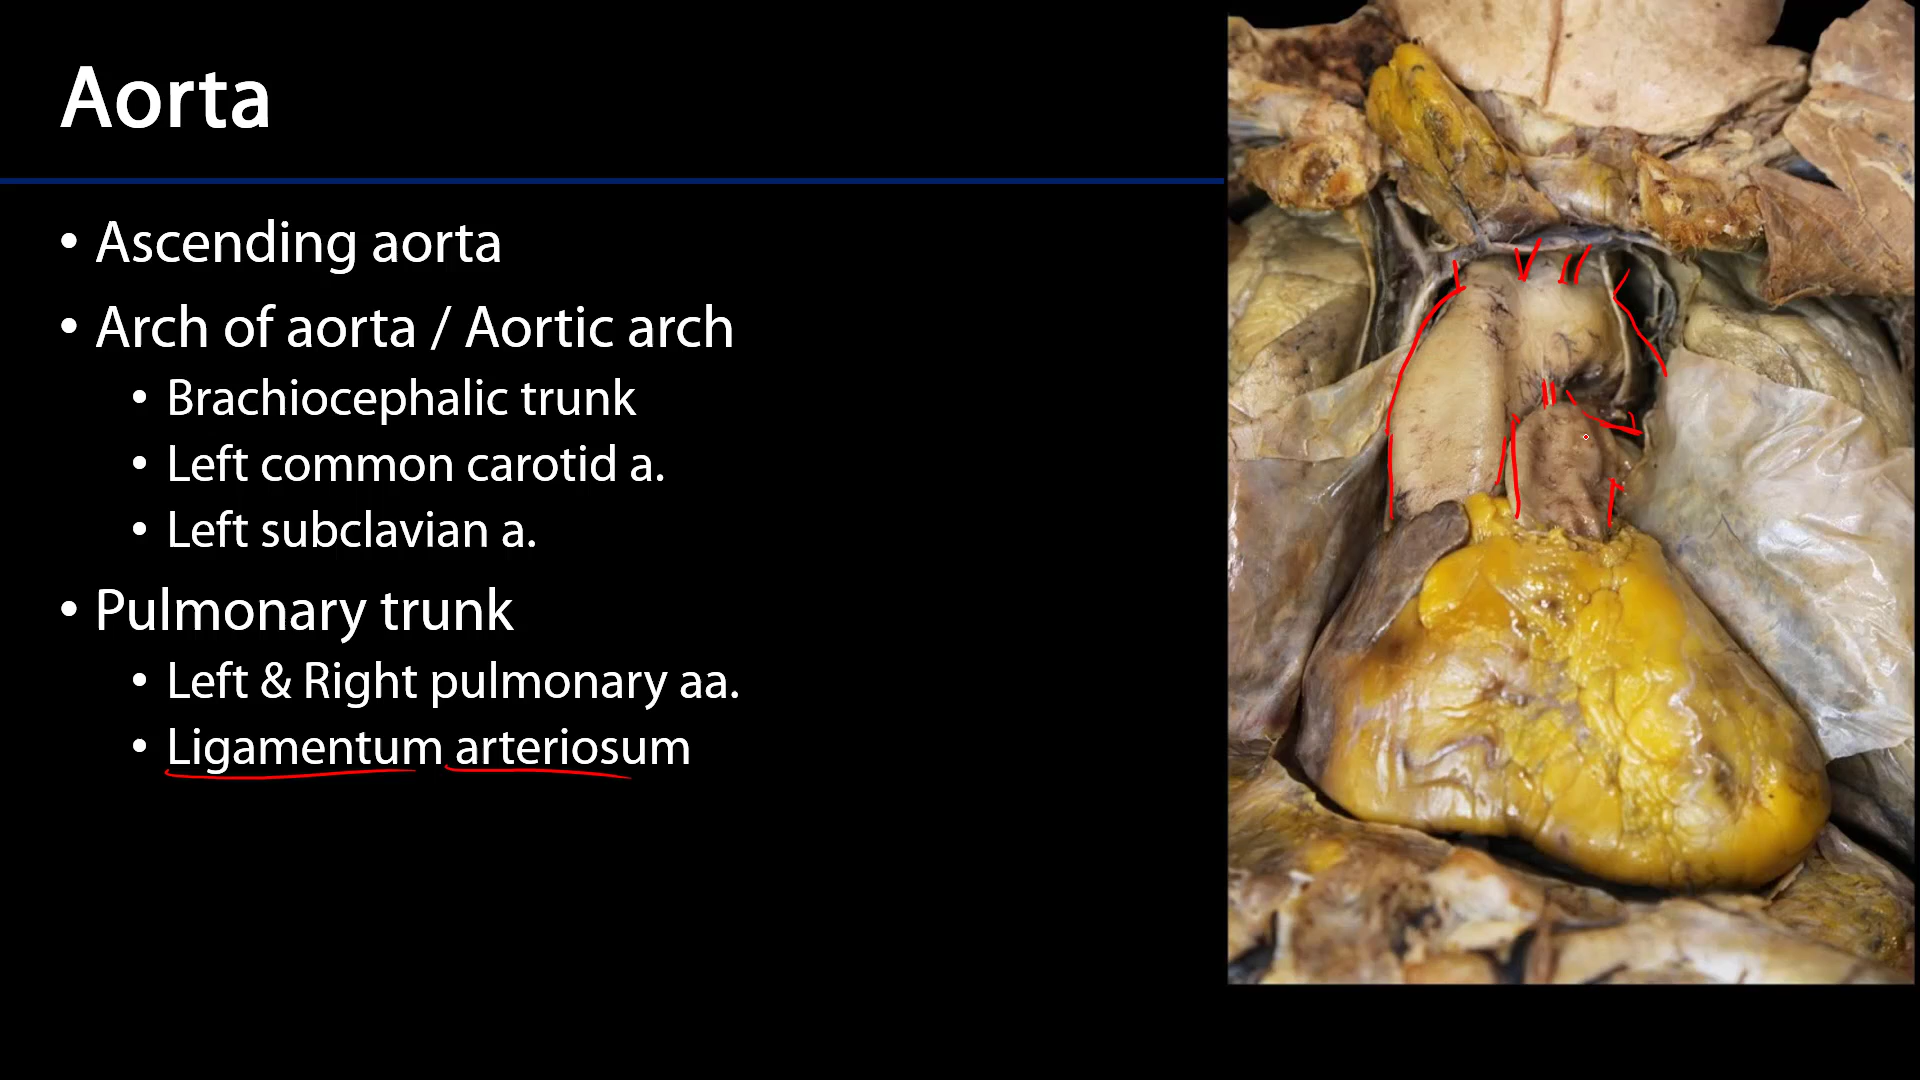 Aorta
• Ascending aorta
• Arch of aorta / Aortic arch
• Brachiocephalic trunk
• Left common carotid a.
• Left subclavian a.
• Pulmonary trunk
• Left & Right pulmonary aa.
• Ligamentum arteriosum